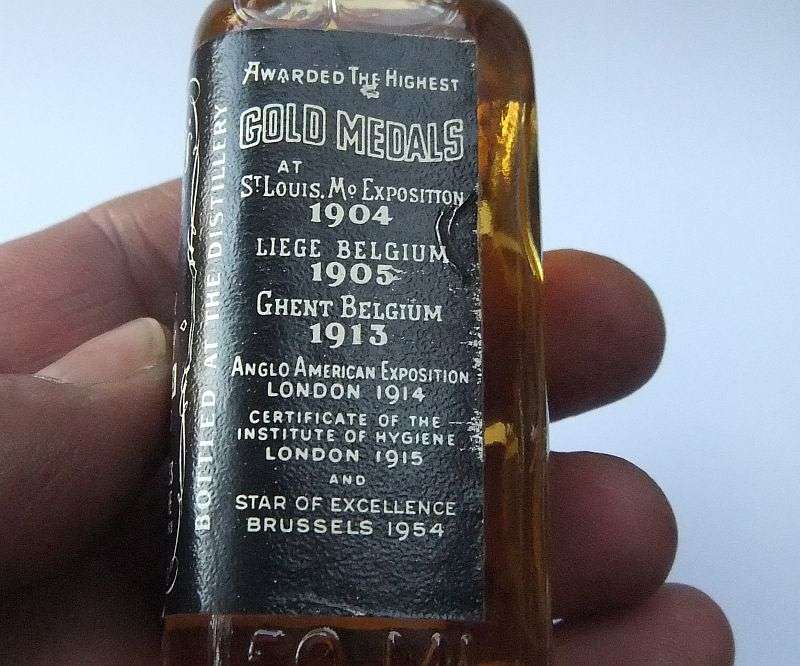 AWARDED THE HIGHEST
GOLD MEDALS
AT
ST LOUIS, MO EXPOSITION
1904
LIEGE BELGIUM
1905
GHENT BELGIUM
1913
ANGLO AMERICAN EXPOSITION
LONDON 1914
CERTIFICATE OF THE
INSTITUTE OF HYGIENE
LONDON 1915
AND
STAR OF EXCELLENCE
BRUSSELS 1954
BOTTLED AT THE DISTILLERY
50 ML